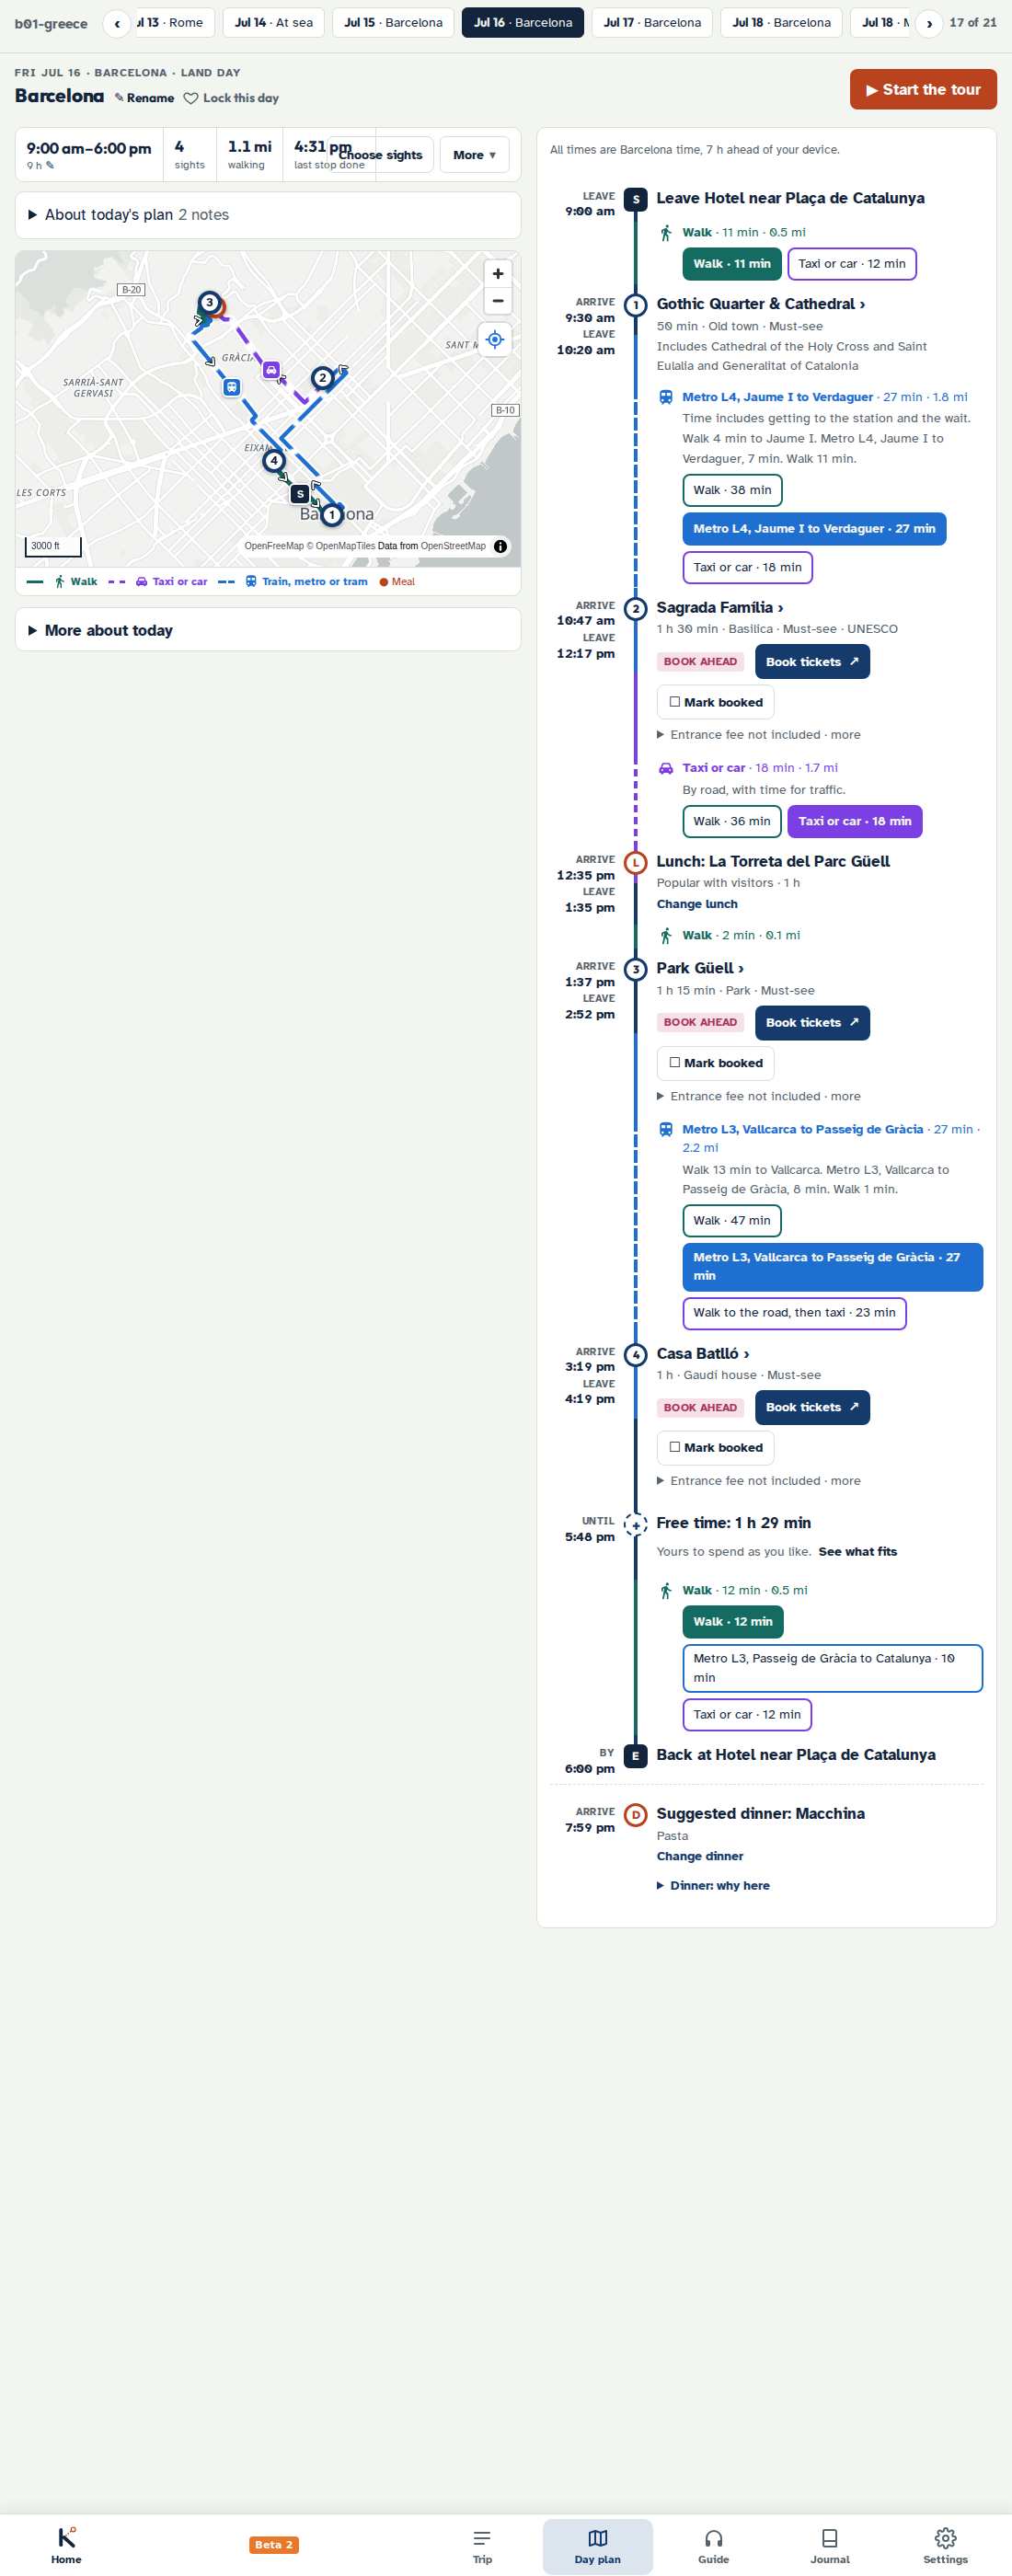 b01-greece
‹
ul 13 · Rome
Jul 14 · At sea
Jul 15 · Barcelona
Jul 16 · Barcelona
Jul 17 · Barcelona
Jul 18 · Barcelona
Jul 18 ·
›
17 of 21
FRI JUL 16 · BARCELONA · LAND DAY
Barcelona
✎ Rename
Lock this day
▶ Start the tour
9:00 am–6:00 pm
9 h ✎
4
sights
1.1 mi
walking
4:31 pm
last stop done
Choose sights
More ▾
▶ About today's plan 2 notes
B-20
GRÀCIA
SANT M
SARRIÀ-SANT
GERVASI
B-10
EIXAM
LES CORTS
Ba ona
3
2
4
S
1
+
−
3000 ft
OpenFreeMap © OpenMapTiles Data from OpenStreetMap
Walk
Taxi or car
Train, metro or tram
Meal
▶ More about today
All times are Barcelona time, 7 h ahead of your device.
LEAVE
9:00 am
S
Leave Hotel near Plaça de Catalunya
Walk · 11 min · 0.5 mi
Walk · 11 min
Taxi or car · 12 min
ARRIVE
9:30 am
LEAVE
10:20 am
1
Gothic Quarter & Cathedral ›
50 min · Old town · Must-see
Includes Cathedral of the Holy Cross and Saint
Eulalia and Generalitat of Catalonia
Metro L4, Jaume I to Verdaguer · 27 min · 1.8 mi
Time includes getting to the station and the wait.
Walk 4 min to Jaume I. Metro L4, Jaume I to
Verdaguer, 7 min. Walk 11 min.
Walk · 38 min
Metro L4, Jaume I to Verdaguer · 27 min
Taxi or car · 18 min
ARRIVE
10:47 am
LEAVE
12:17 pm
2
Sagrada Família ›
1 h 30 min · Basilica · Must-see · UNESCO
BOOK AHEAD
Book tickets ↗
☐ Mark booked
▶ Entrance fee not included · more
Taxi or car · 18 min · 1.7 mi
By road, with time for traffic.
Walk · 36 min
Taxi or car · 18 min
ARRIVE
12:35 pm
LEAVE
1:35 pm
L
Lunch: La Torreta del Parc Güell
Popular with visitors · 1 h
Change lunch
Walk · 2 min · 0.1 mi
ARRIVE
1:37 pm
LEAVE
2:52 pm
3
Park Güell ›
1 h 15 min · Park · Must-see
BOOK AHEAD
Book tickets ↗
☐ Mark booked
▶ Entrance fee not included · more
Metro L3, Vallcarca to Passeig de Gràcia · 27 min ·
2.2 mi
Walk 13 min to Vallcarca. Metro L3, Vallcarca to
Passeig de Gràcia, 8 min. Walk 1 min.
Walk · 47 min
Metro L3, Vallcarca to Passeig de Gràcia · 27
min
Walk to the road, then taxi · 23 min
ARRIVE
3:19 pm
LEAVE
4:19 pm
4
Casa Batlló ›
1 h · Gaudí house · Must-see
BOOK AHEAD
Book tickets ↗
☐ Mark booked
▶ Entrance fee not included · more
UNTIL
5:48 pm
+
Free time: 1 h 29 min
Yours to spend as you like. See what fits
Walk · 12 min · 0.5 mi
Walk · 12 min
Metro L3, Passeig de Gràcia to Catalunya · 10
min
Taxi or car · 12 min
BY
6:00 pm
E
Back at Hotel near Plaça de Catalunya
ARRIVE
7:59 pm
D
Suggested dinner: Macchina
Pasta
Change dinner
▶ Dinner: why here
Home
Beta 2
Trip
Day plan
Guide
Journal
Settings